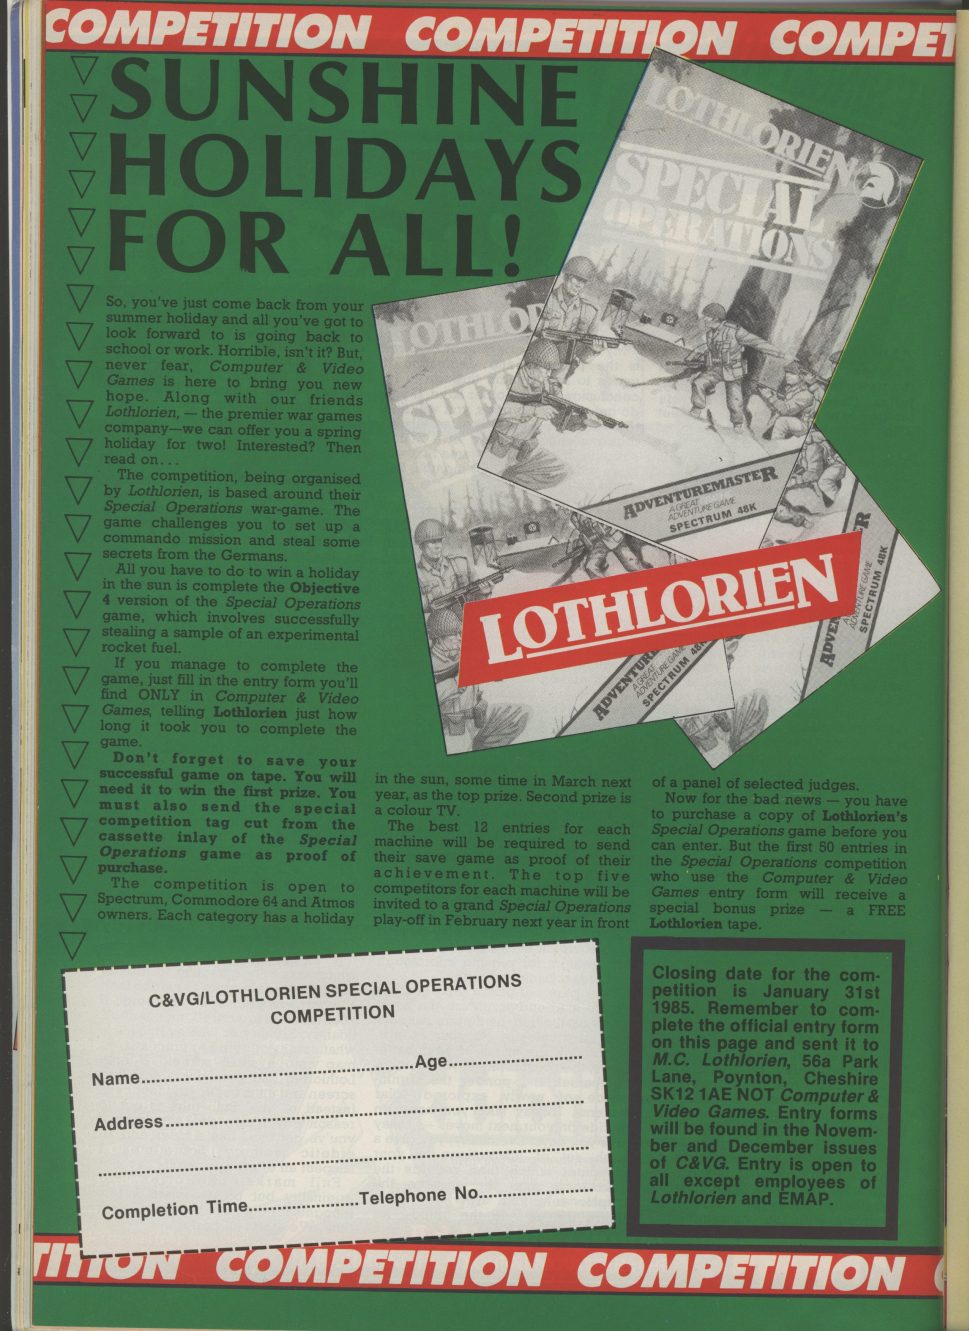 COMPETITION COMPETITION COMPET
SUNSHINE
HOLIDAYS
FOR ALL!
So, you've just come back from your
summer holiday and all you've got to
look forward to is going back to
school or work. Horrible, isn't it? But,
never fear, Computer & Video
Games is here to bring you new
hope. Along with our friends
Lothlorien, — the premier war games
company—we can offer you a spring
holiday for two! Interested? Then
read on...
The competition, being organised
by Lothlorien, is based around their
Special Operations war-game. The
game challenges you to set up a
commando mission and steal some
secrets from the Germans.
All you have to do to win a holiday
in the sun is complete the Objective
4 version of the Special Operations
game, which involves successfully
stealing a sample of an experimental
rocket fuel.
If you manage to complete the
game, just fill in the entry form you'll
find ONLY in Computer & Video
Games, telling Lothlorien just how
long it took you to complete the
game.
Don't forget to save your
successful game on tape. You will
need it to win the first prize. You
must also send the special
competition tag cut from the
cassette inlay of the Special
Operations game as proof of
purchase.
The competition is open to
Spectrum, Commodore 64 and Atmos
owners. Each category has a holiday
in the sun, some time in March next
year, as the top prize. Second prize is
a colour TV.
The best 12 entries for each
machine will be required to send
their save game as proof of their
achievement. The top five
competitors for each machine will be
invited to a grand Special Operations
play-off in February next year in front
of a panel of selected judges.
Now for the bad news — you have
to purchase a copy of Lothlorien's
Special Operations game before you
can enter. But the first 50 entries in
the Special Operations competition
who use the Computer & Video
Games entry form will receive a
special bonus prize — a FREE
Lothlorien tape.
LOTHLORIEN
SPECIAL
OPERATIONS
ADVENTUREMASTER
A GREAT
ADVENTURE GAME
SPECTRUM 48K
LOTHLOR
SPE
ADVENTUR
A GREAT
ADVENTURE GAME
SPECTRUM 48K
ER
ADV
ADVENTURE GAME
SPECTRUM 48K
LOTHLORIEN
C&VG/LOTHLORIEN SPECIAL OPERATIONS
COMPETITION
Name Age
Address
Completion Time Telephone No.
Closing date for the com-
petition is January 31st
1985. Remember to com-
plete the official entry form
on this page and sent it to
M.C. Lothlorien, 56a Park
Lane, Poynton, Cheshire
SK12 1AE NOT Computer &
Video Games. Entry forms
will be found in the Novem-
ber and December issues
of C&VG. Entry is open to
all except employees of
Lothlorien and EMAP.
TITION COMPETITION COMPETITION